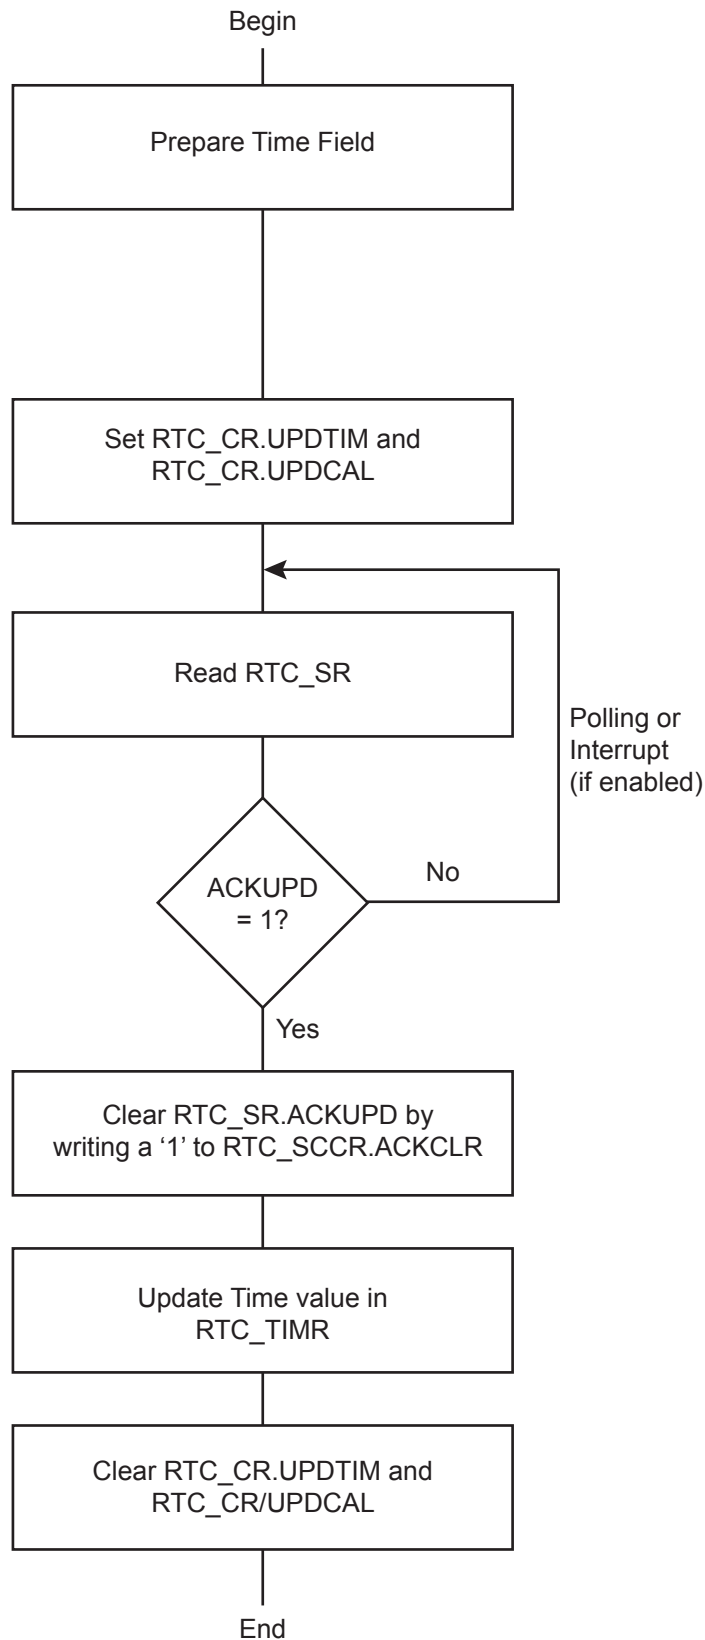 Begin
Prepare Time Field
Set RTC_CR.UPDTIM and
RTC_CR.UPDCAL
Read RTC_SR
Polling or
Interrupt
(if enabled)
ACKUPD
= 1?
No
Yes
Clear RTC_SR.ACKUPD by
writing a ‘1’ to RTC_SCCR.ACKCLR
Update Time value in
RTC_TIMR
Clear RTC_CR.UPDTIM and
RTC_CR/UPDCAL
End